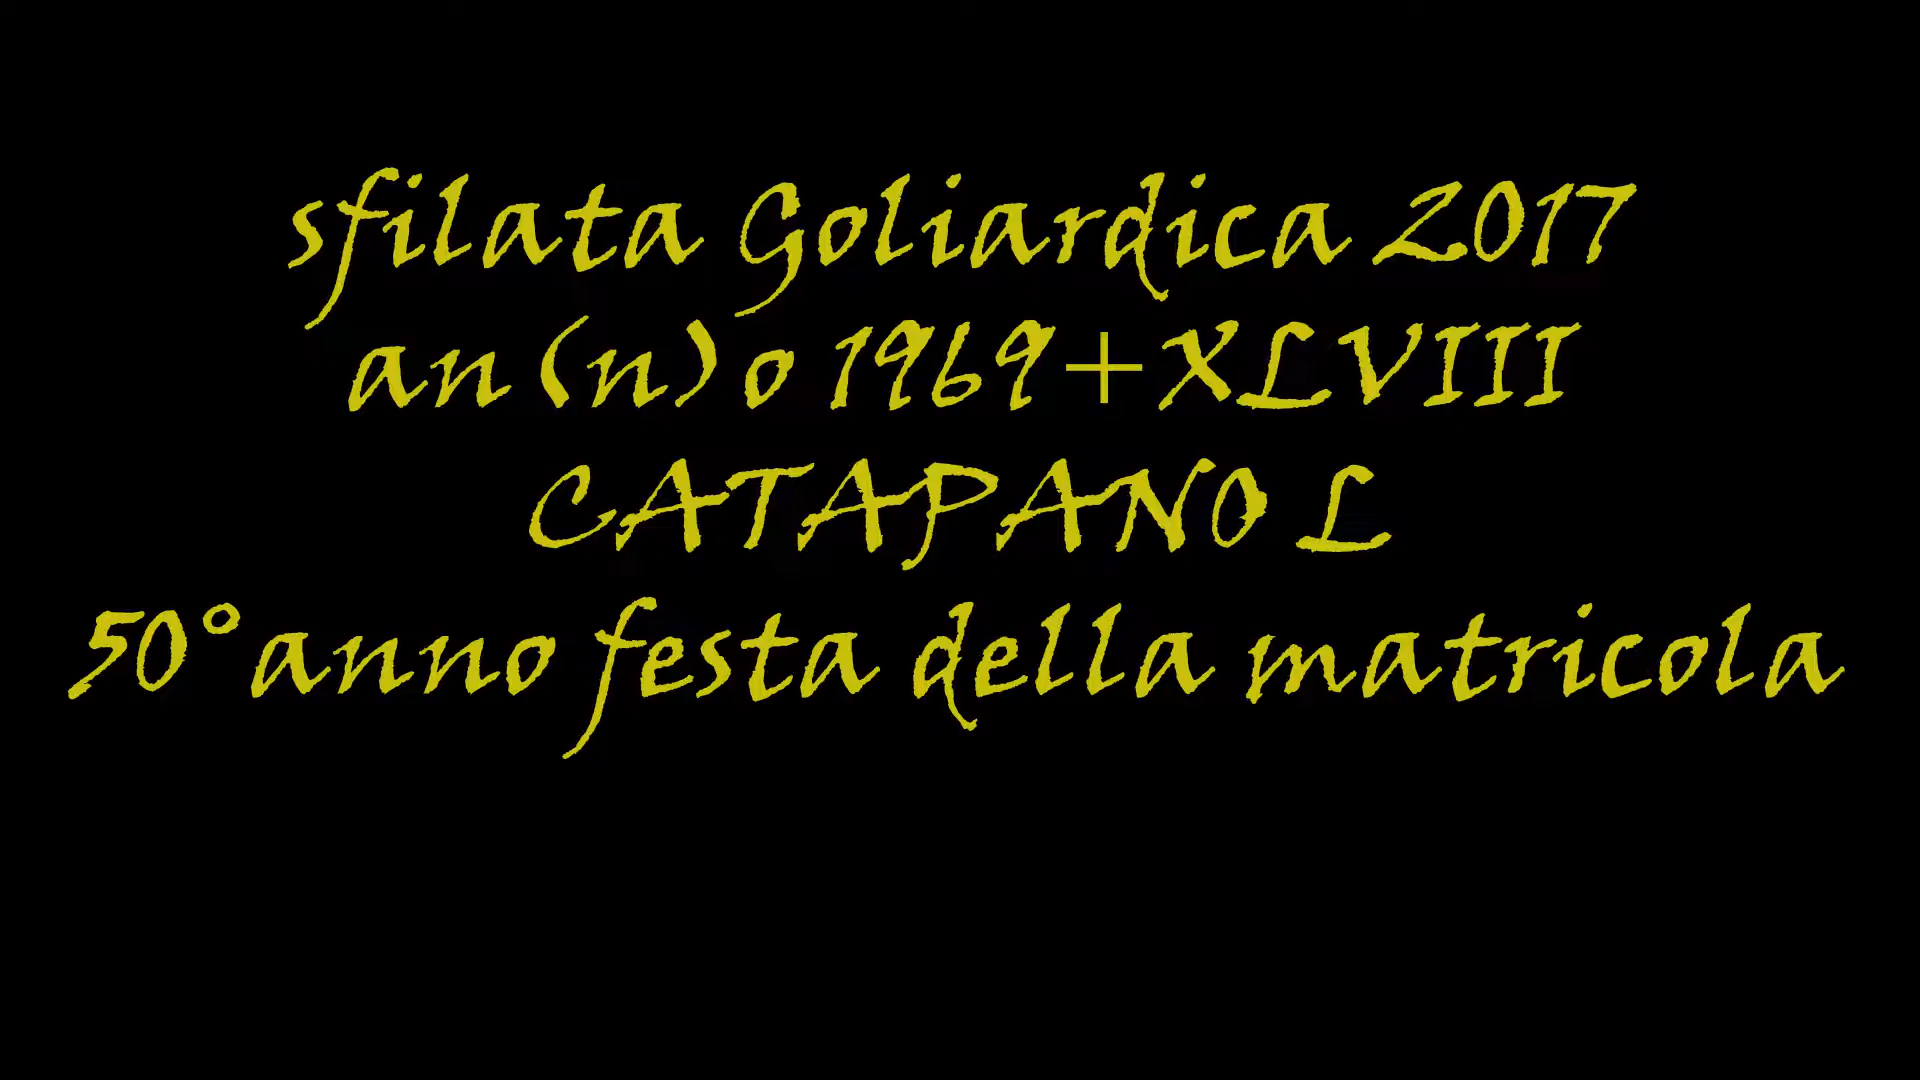 sfilata Goliardica 2017
an(n)o 1969+XLVIII
CATAPANO L
50°anno festa della matricola